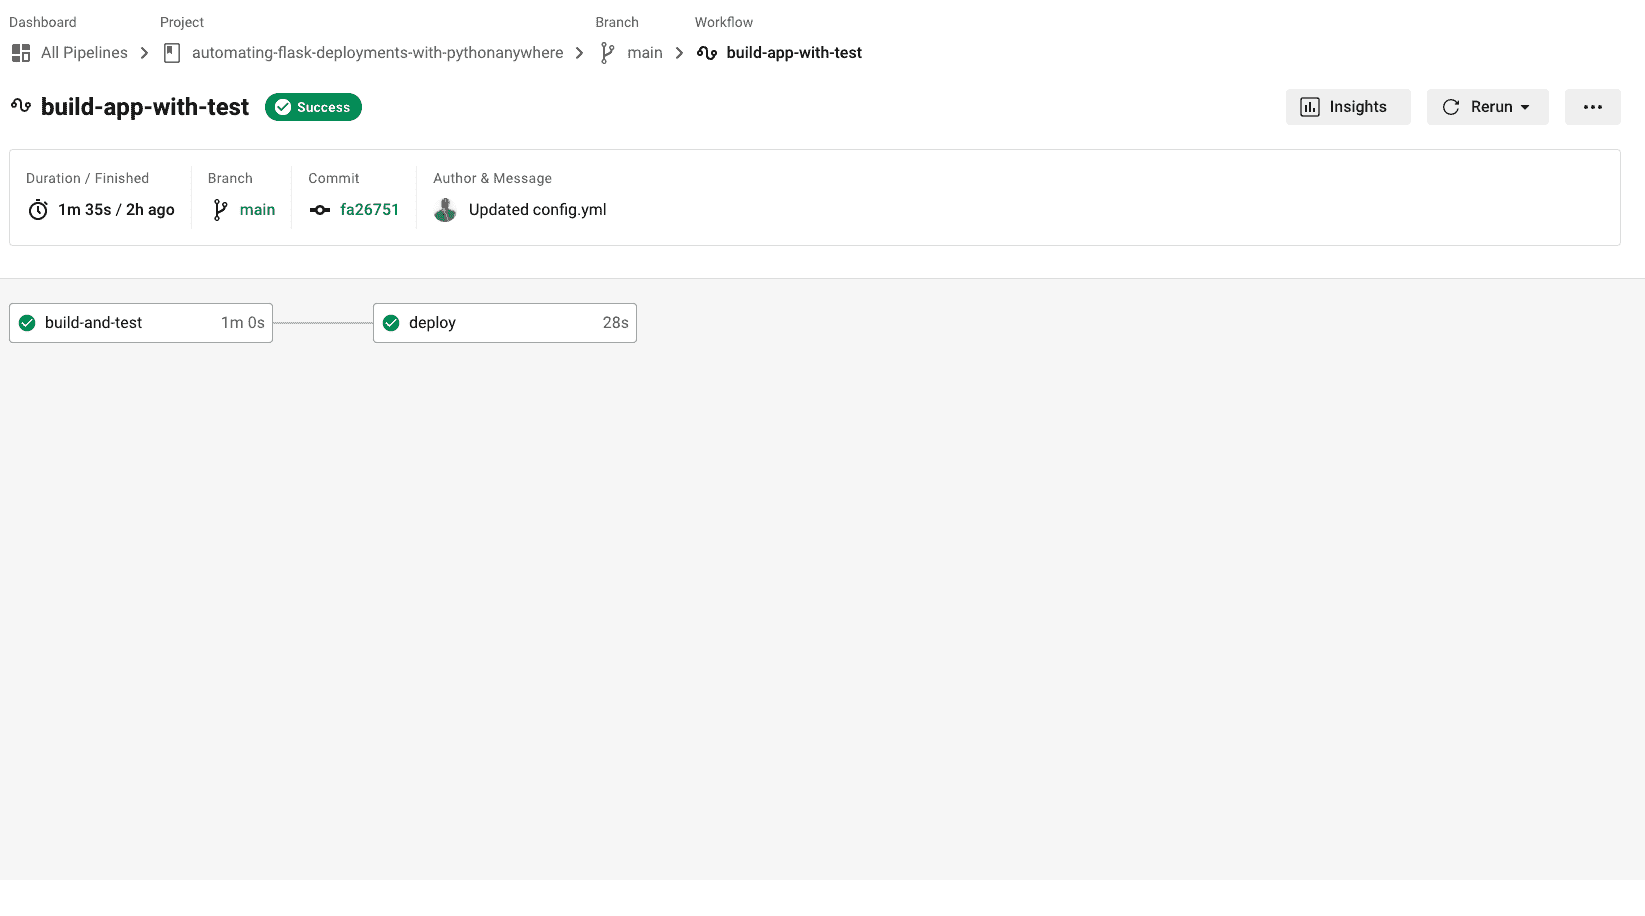 Dashboard Project Branch Workflow
All Pipelines automating-flask-deployments-with-pythonanywhere main build-app-with-test
build-app-with-test Success Insights Rerun
Duration / Finished Branch Commit Author & Message
1m 35s / 2h ago main fa26751 Updated config.yml
build-and-test 1m 0s deploy 28s